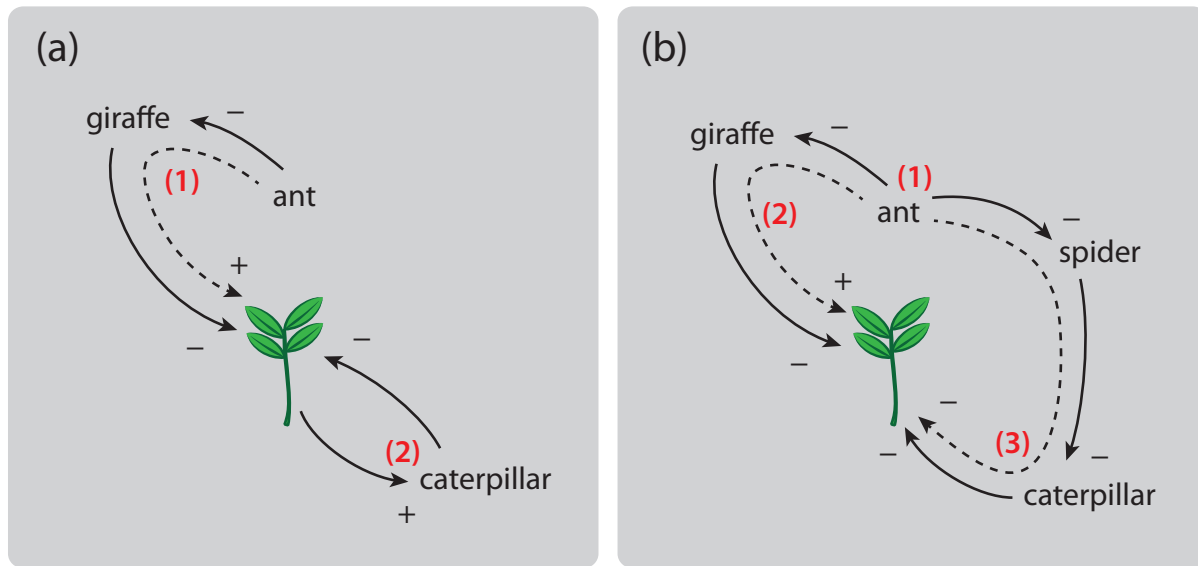 (a)
giraffe
−
(1)
ant
+
−
−
(2)
caterpillar
+
(b)
giraffe
−
(1)
(2)
ant
−
spider
+
−
−
(3)
−
−
caterpillar